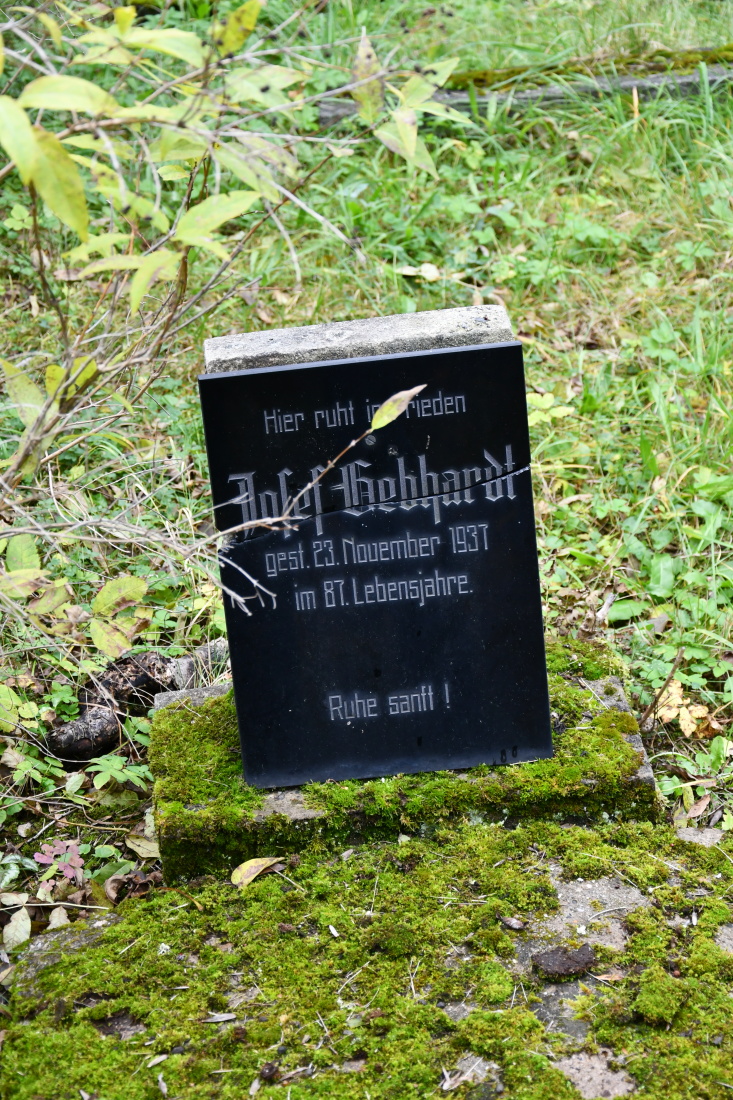 Hier ruht in Frieden
Josef Gebhardt
gest. 23. November 1937
im 87. Lebensjahre.
Ruhe sanft !